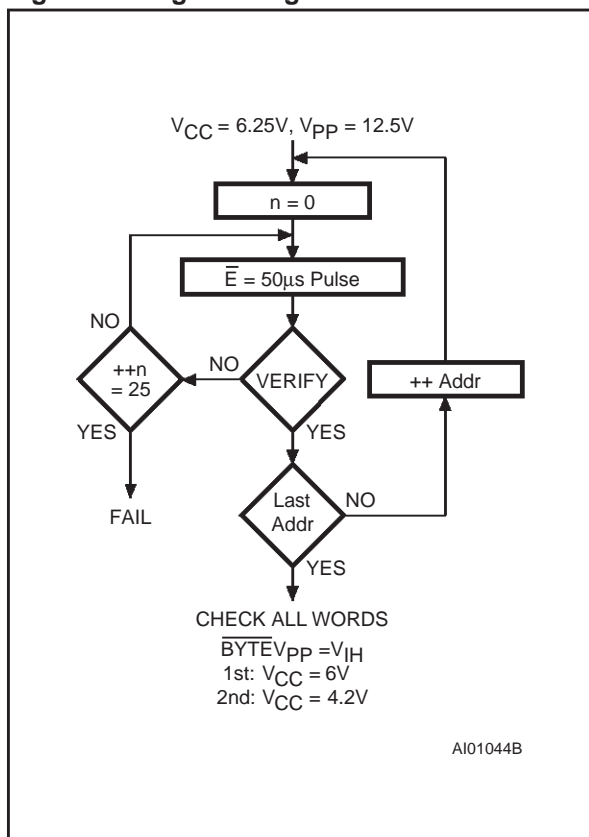 VCC = 6.25V, VPP = 12.5V
n = 0
E = 50μs Pulse
NO
++n
= 25
NO
VERIFY
++ Addr
YES
YES
FAIL
Last
Addr
NO
YES
CHECK ALL WORDS
BYTEVPP =VIH
1st: VCC = 6V
2nd: VCC = 4.2V
AI01044B